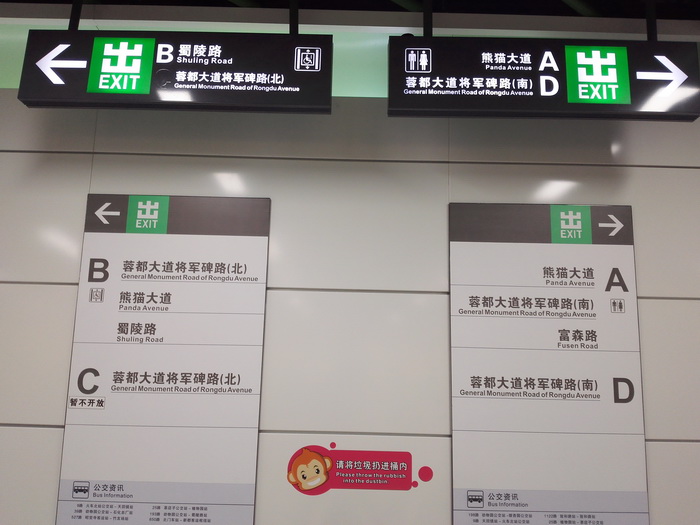 出
EXIT
B 蜀陵路
Shuling Road
蓉都大道将军碑路(北)
General Monument Road of Rongdu Avenue
熊猫大道 A
Panda Avenue
蓉都大道将军碑路(南) D
General Monument Road of Rongdu Avenue
出
EXIT
出
EXIT
B 蓉都大道将军碑路(北)
General Monument Road of Rongdu Avenue
熊猫大道
Panda Avenue
蜀陵路
Shuling Road
C 蓉都大道将军碑路(北)
General Monument Road of Rongdu Avenue
暂不开放
公交资讯
Bus Information
出
EXIT
熊猫大道 A
Panda Avenue
蓉都大道将军碑路(南)
General Monument Road of Rongdu Avenue
富森路
Fusen Road
蓉都大道将军碑路(南) D
General Monument Road of Rongdu Avenue
公交资讯
Bus Information
请将垃圾扔进桶内
Please throw the rubbish
into the dustbin.